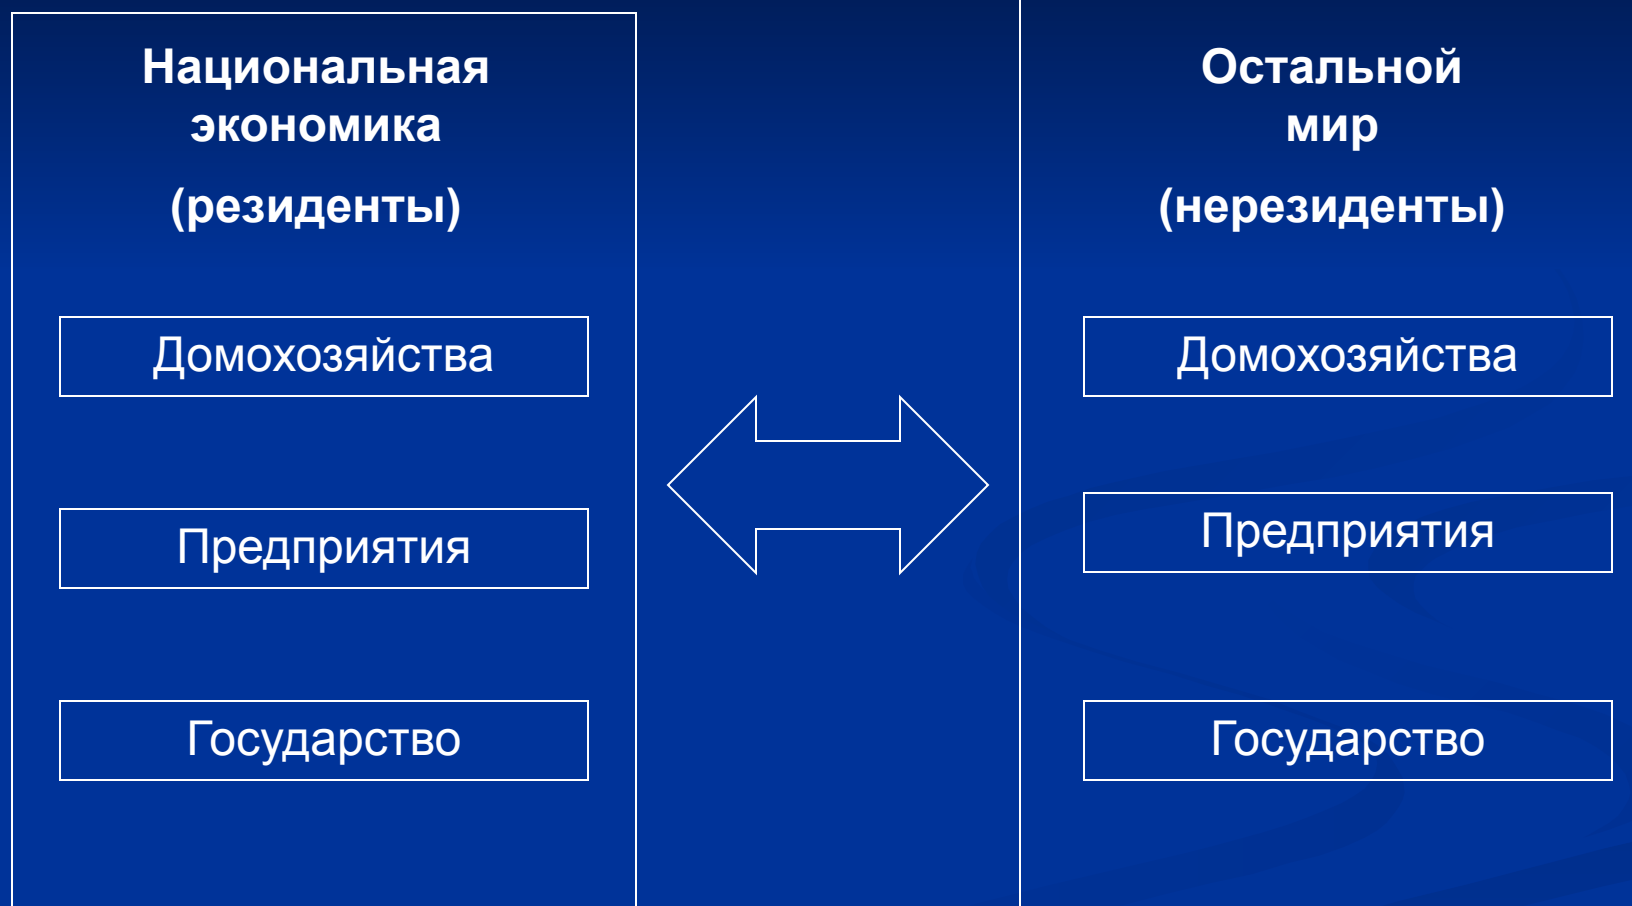 Национальная
экономика
(резиденты)
Домохозяйства
Предприятия
Государство
Остальной
мир
(нерезиденты)
Домохозяйства
Предприятия
Государство